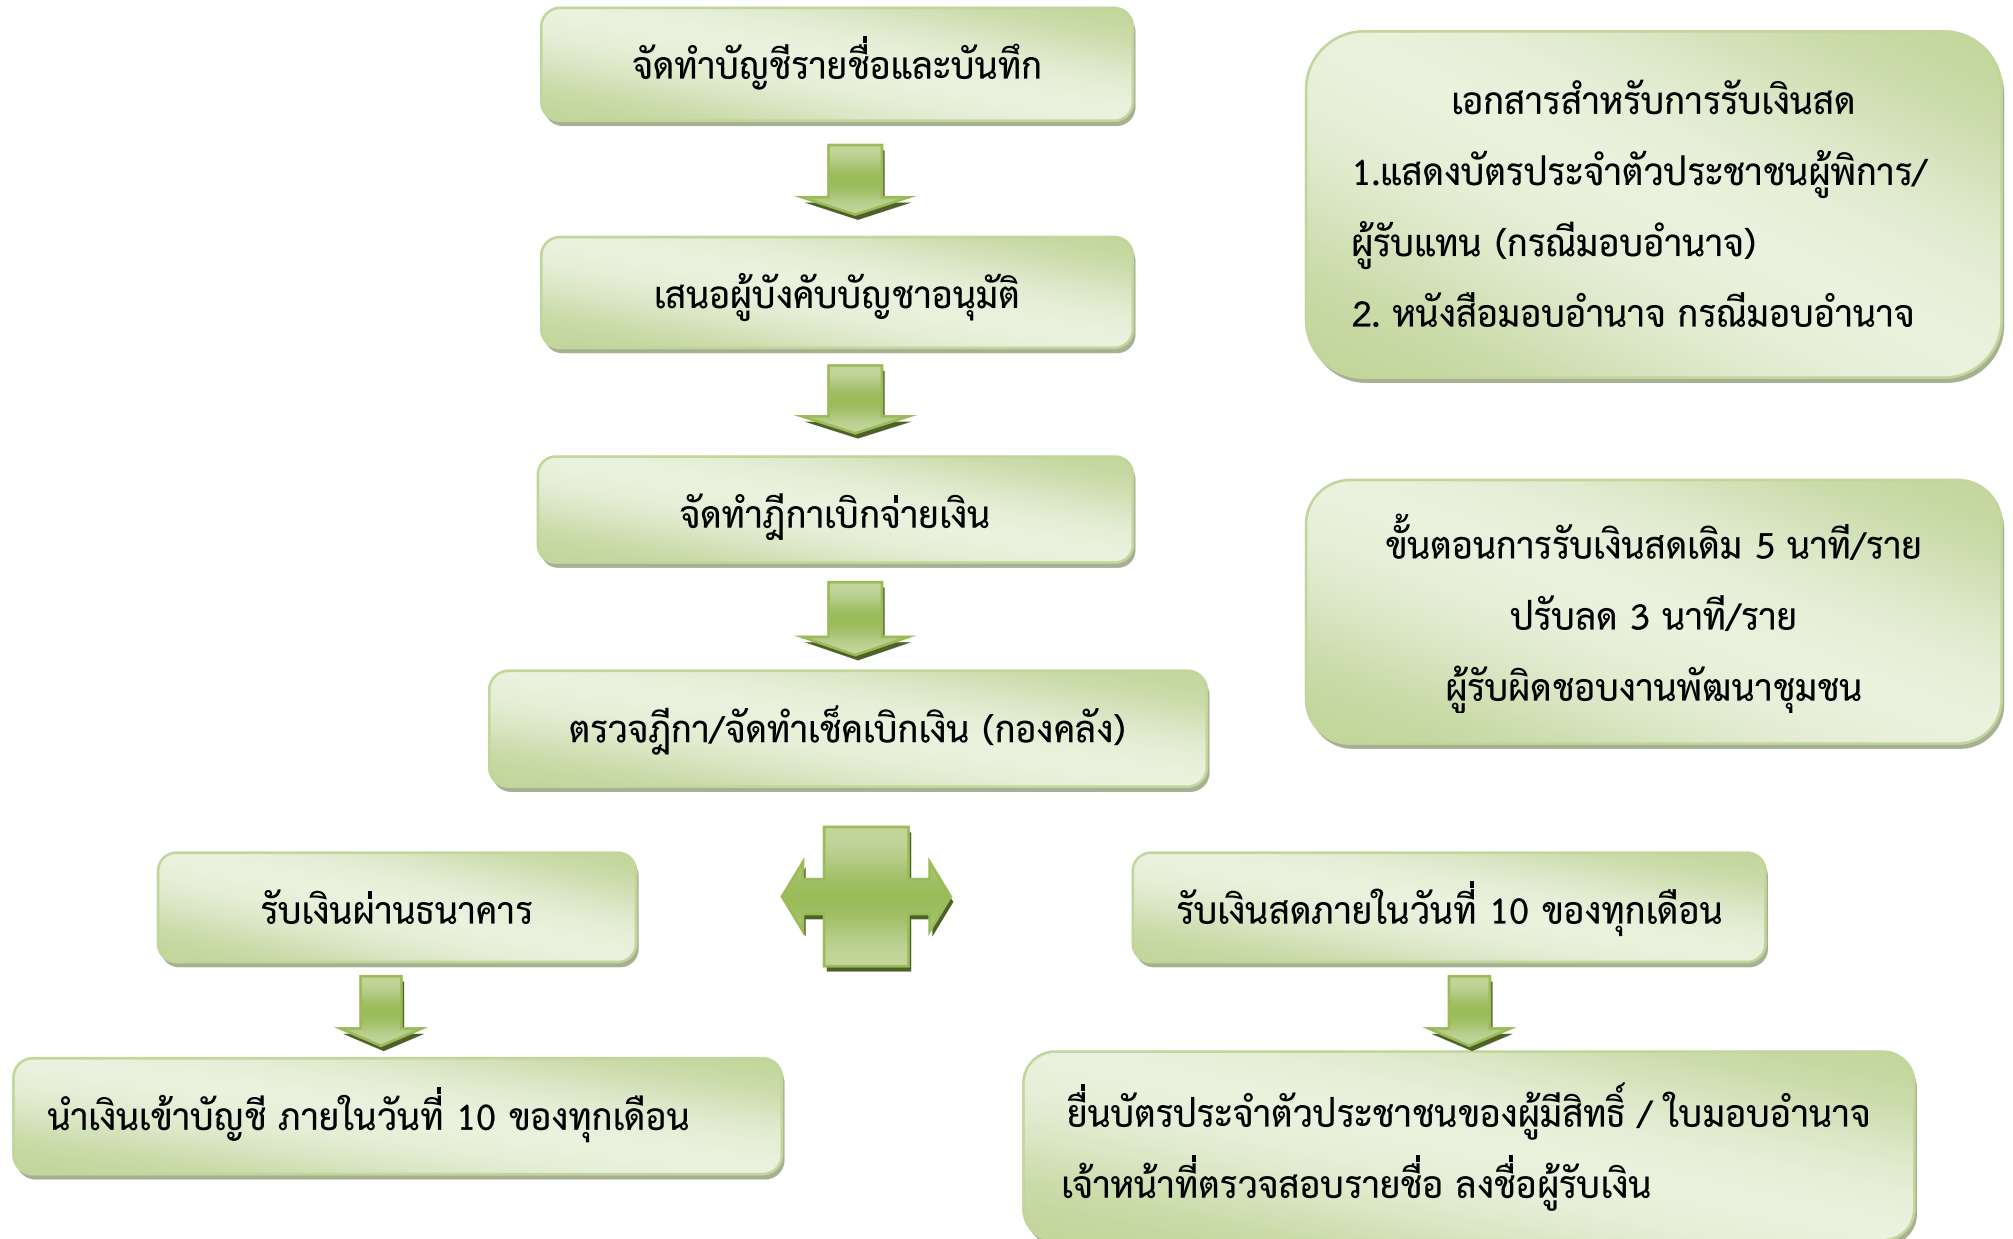 จัดทำบัญชีรายชื่อและบันทึก
เอกสารสำหรับการรับเงินสด
1.แสดงบัตรประจำตัวประชาชนผู้พิการ/
ผู้รับแทน (กรณีมอบอำนาจ)
2. หนังสือมอบอำนาจ กรณีมอบอำนาจ
เสนอผู้บังคับบัญชาอนุมัติ
จัดทำฎีกาเบิกจ่ายเงิน
ขั้นตอนการรับเงินสดเดิม 5 นาที/ราย
ปรับลด 3 นาที/ราย
ผู้รับผิดชอบงานพัฒนาชุมชน
ตรวจฎีกา/จัดทำเช็คเบิกเงิน (กองคลัง)
รับเงินผ่านธนาคาร
รับเงินสดภายในวันที่ 10 ของทุกเดือน
นำเงินเข้าบัญชี ภายในวันที่ 10 ของทุกเดือน
ยื่นบัตรประจำตัวประชาชนของผู้มีสิทธิ์ / ใบมอบอำนาจ
เจ้าหน้าที่ตรวจสอบรายชื่อ ลงชื่อผู้รับเงิน